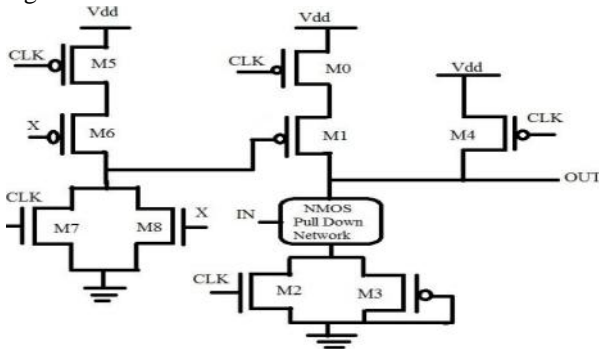 Vdd
Vdd
CLK
M5
CLK
M0
Vdd
X
M6
M1
M4
CLK
OUT
CLK
M7
M8
X
IN
NMOS
Pull Down
Network
CLK
M2
M3